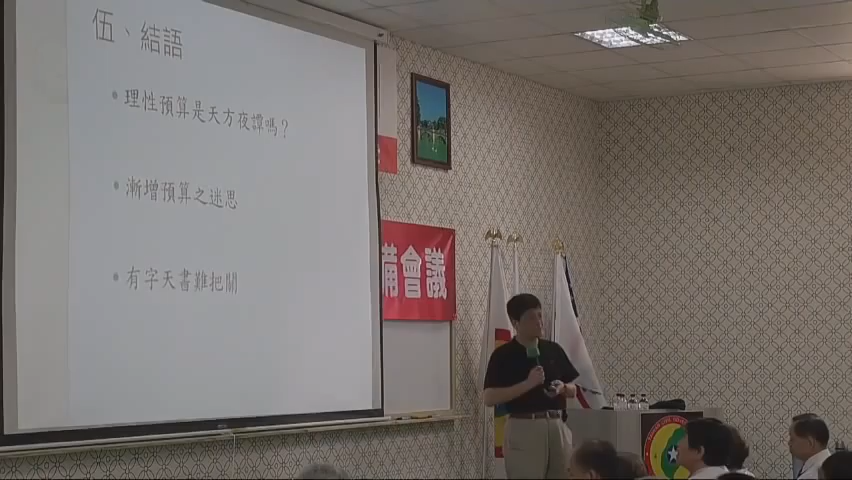 伍、結語
• 理性預算是天方夜譚嗎？
• 漸增預算之迷思
• 有字天書難把關
備會議